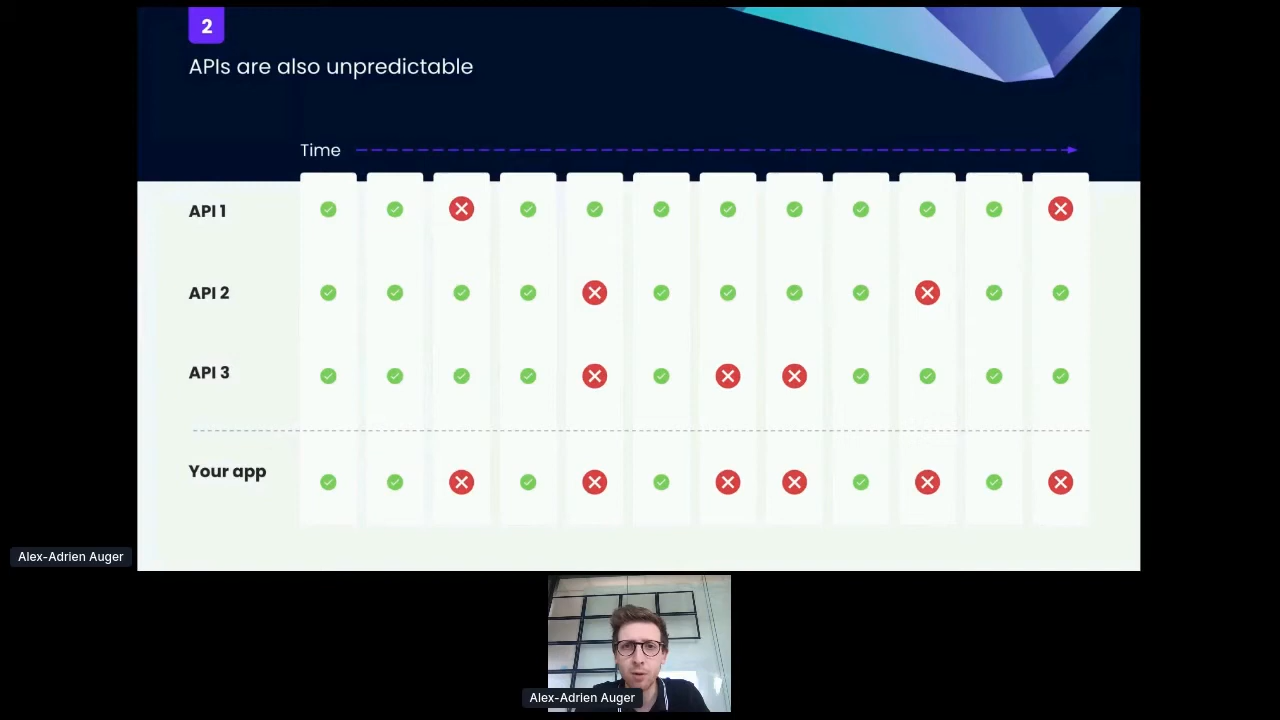 2
APIs are also unpredictable
Time
API 1
API 2
API 3
Your app
Alex-Adrien Auger
Alex-Adrien Auger